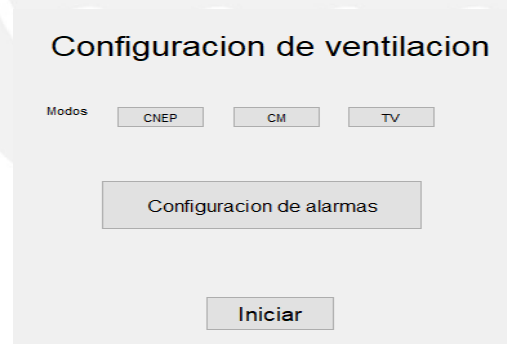 Configuracion de ventilacion
Modos CNEP CM TV
Configuracion de alarmas
Iniciar